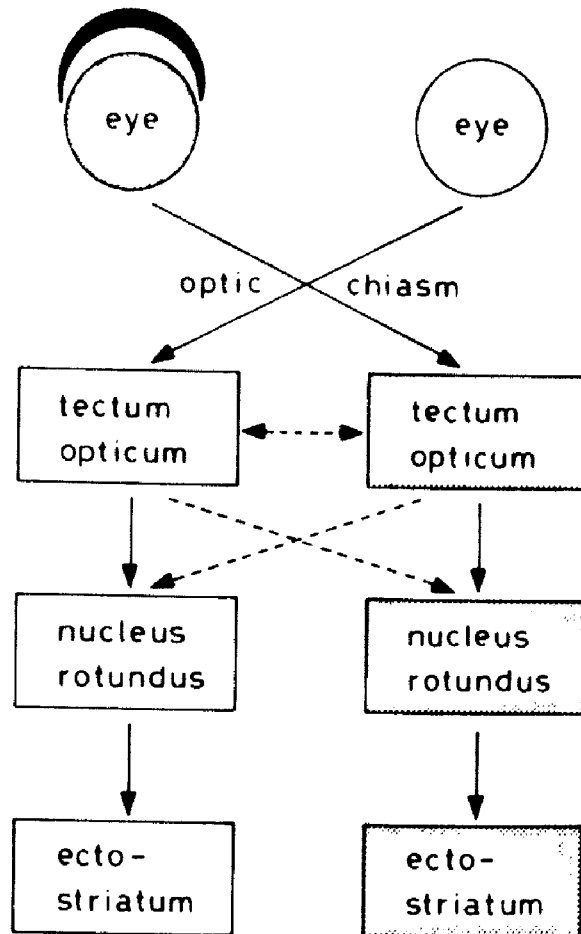 eye
eye
optic chiasm
tectum
opticum
tectum
opticum
nucleus
rotundus
nucleus
rotundus
ecto-
striatum
ecto-
striatum